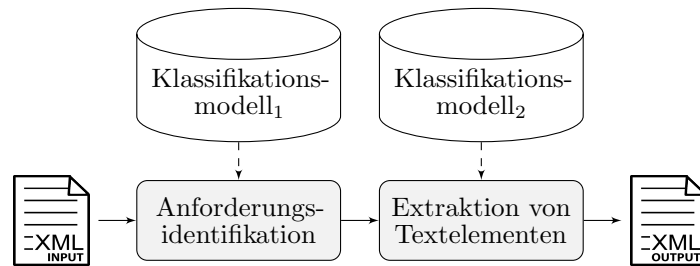 Klassifikations-
modell₁
Klassifikations-
modell₂
XML
INPUT
Anforderungs-
identifikation
Extraktion von
Textelementen
XML
OUTPUT